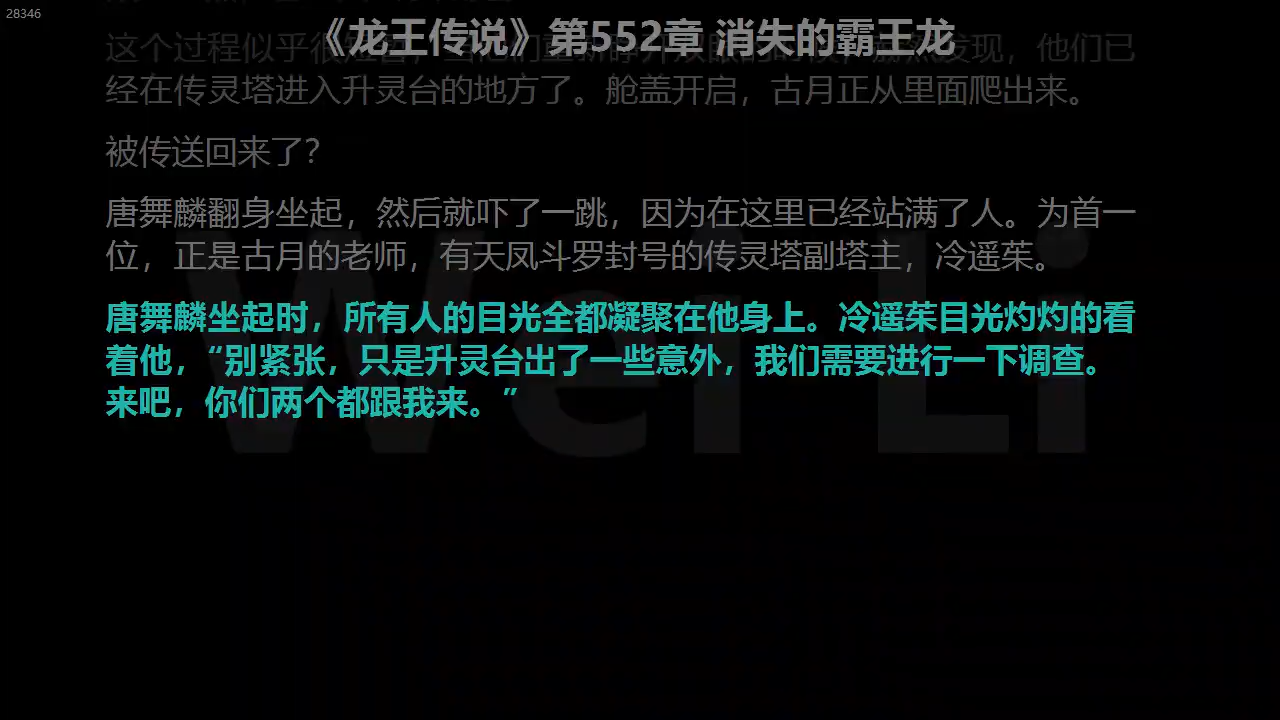 28346
《龙王传说》第552章 消失的霸王龙
这个过程似乎很短暂，当他们重新睁开双眼的时候，骇然发现，他们已
经在传灵塔进入升灵台的地方了。舱盖开启，古月正从里面爬出来。
被传送回来了？
唐舞麟翻身坐起，然后就吓了一跳，因为在这里已经站满了人。为首一
位，正是古月的老师，有天凤斗罗封号的传灵塔副塔主，冷遥茱。
唐舞麟坐起时，所有人的目光全都凝聚在他身上。冷遥茱目光灼灼的看
着他，“别紧张，只是升灵台出了一些意外，我们需要进行一下调查。
来吧，你们两个都跟我来。”
Wei Li